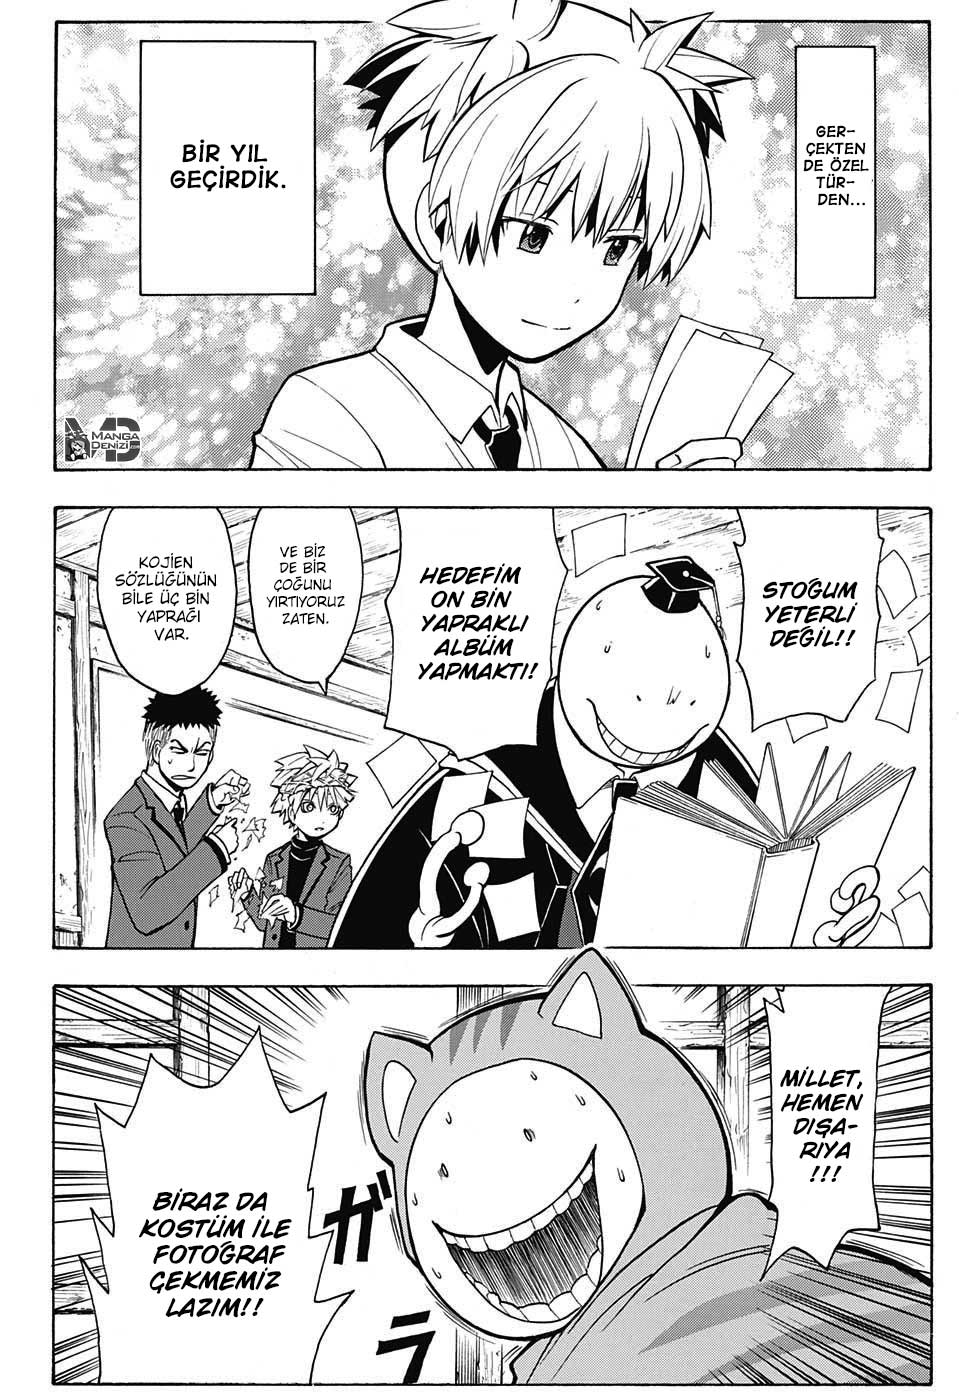 GER-
ÇEKTEN
DE ÖZEL
TÜR-
DEN...
BİR YIL
GEÇİRDİK.
MANGA
DENİZİ
STOĞUM
YETERLİ
DEĞİL!!
HEDEFİM
ON BİN
YAPRAKLI
ALBÜM
YAPMAKTI!
VE BİZ
DE BİR
ÇOĞUNU
YIRTIYORUZ
ZATEN.
KOJİEN
SÖZLÜĞÜNÜN
BİLE ÜÇ BİN
YAPRAĞI
VAR.
MİLLET,
HEMEN
DIŞA-
RIYA
!!!
BİRAZ DA
KOSTÜM İLE
FOTOĞRAF
ÇEKMEMİZ
LAZIM!!
ガ
ラ